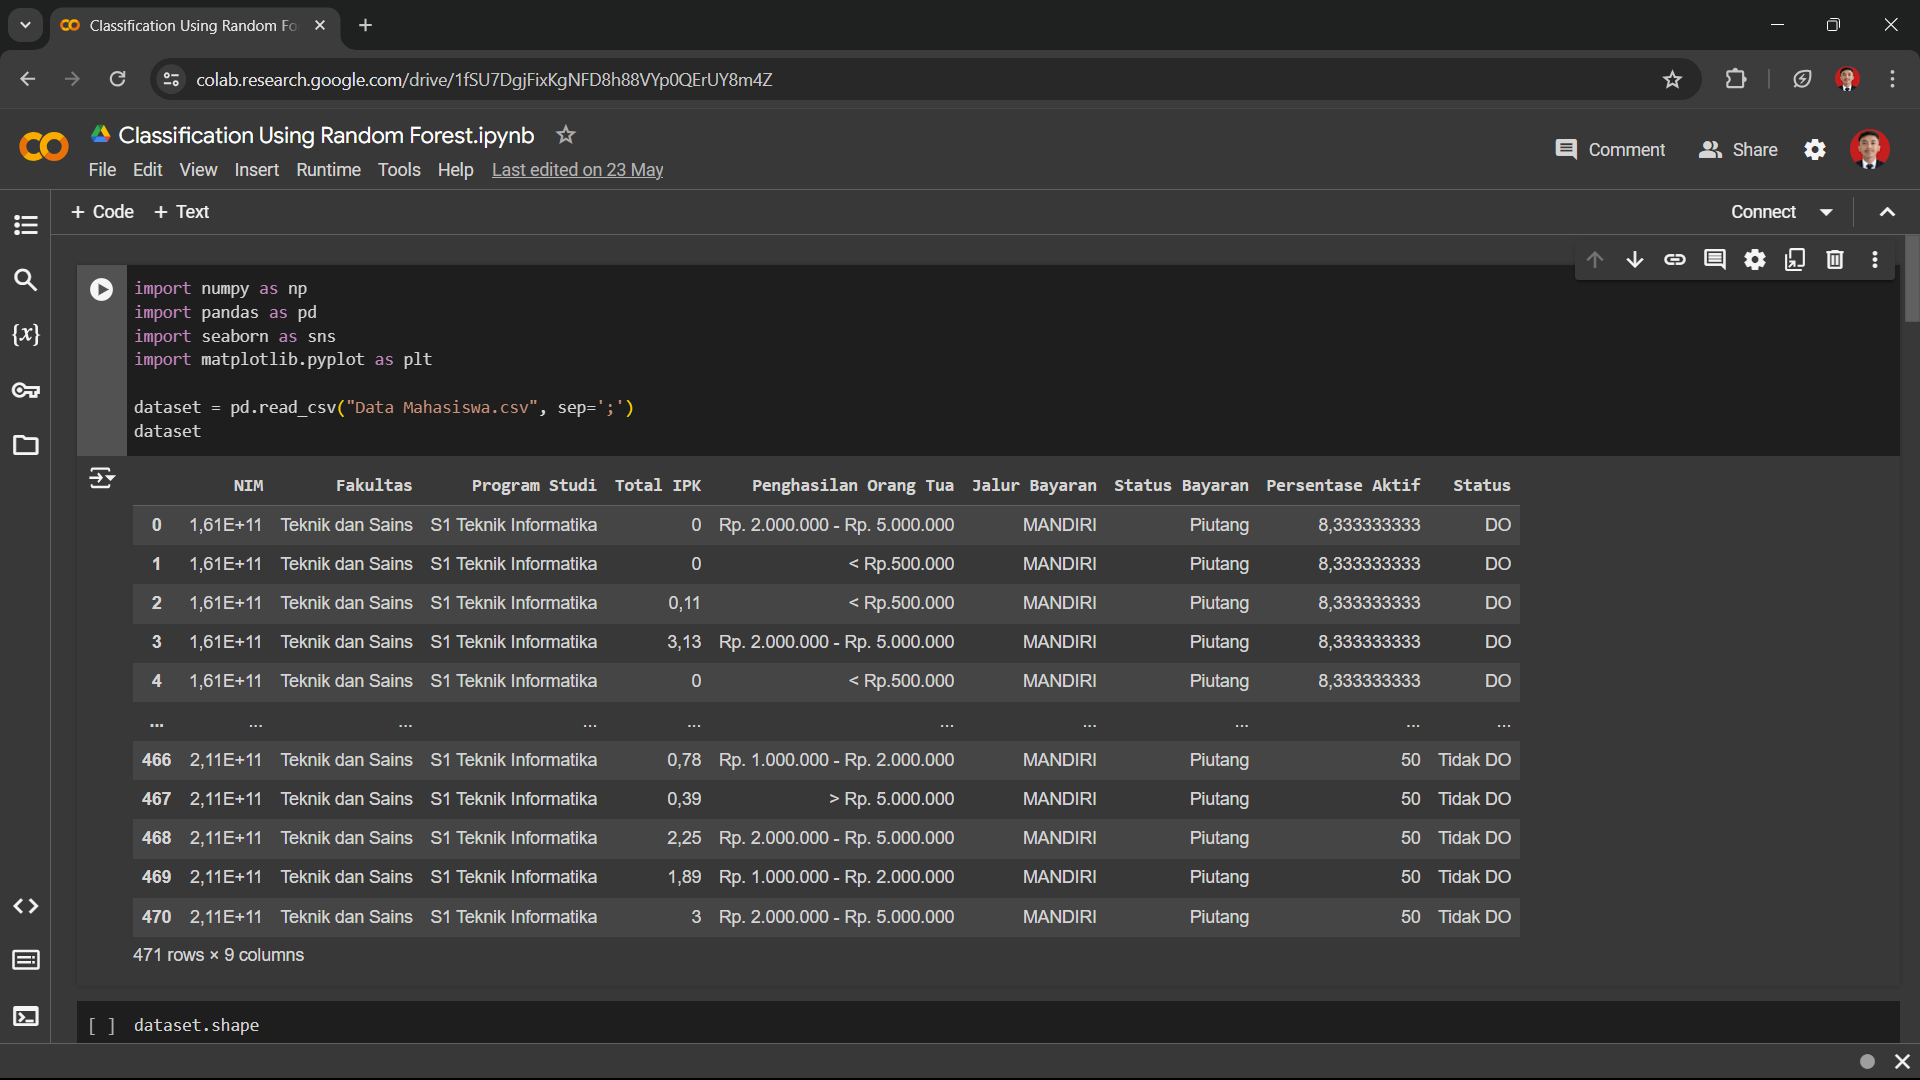 Classification Using Random Fo
colab.research.google.com/drive/1fSU7DgjFixKgNFD8h88VYp0QErUY8m4Z
Classification Using Random Forest.ipynb
Comment Share
File Edit View Insert Runtime Tools Help Last edited on 23 May
+ Code + Text Connect
import numpy as np
import pandas as pd
import seaborn as sns
import matplotlib.pyplot as plt
dataset = pd.read_csv("Data Mahasiswa.csv", sep=';')
dataset
NIM Fakultas Program Studi Total IPK Penghasilan Orang Tua Jalur Bayaran Status Bayaran Persentase Aktif Status
0 1,61E+11 Teknik dan Sains S1 Teknik Informatika 0 Rp. 2.000.000 - Rp. 5.000.000 MANDIRI Piutang 8,333333333 DO
1 1,61E+11 Teknik dan Sains S1 Teknik Informatika 0 < Rp.500.000 MANDIRI Piutang 8,333333333 DO
2 1,61E+11 Teknik dan Sains S1 Teknik Informatika 0,11 < Rp.500.000 MANDIRI Piutang 8,333333333 DO
3 1,61E+11 Teknik dan Sains S1 Teknik Informatika 3,13 Rp. 2.000.000 - Rp. 5.000.000 MANDIRI Piutang 8,333333333 DO
4 1,61E+11 Teknik dan Sains S1 Teknik Informatika 0 < Rp.500.000 MANDIRI Piutang 8,333333333 DO
... ... ... ... ... ... ... ... ... ...
466 2,11E+11 Teknik dan Sains S1 Teknik Informatika 0,78 Rp. 1.000.000 - Rp. 2.000.000 MANDIRI Piutang 50 Tidak DO
467 2,11E+11 Teknik dan Sains S1 Teknik Informatika 0,39 > Rp. 5.000.000 MANDIRI Piutang 50 Tidak DO
468 2,11E+11 Teknik dan Sains S1 Teknik Informatika 2,25 Rp. 2.000.000 - Rp. 5.000.000 MANDIRI Piutang 50 Tidak DO
469 2,11E+11 Teknik dan Sains S1 Teknik Informatika 1,89 Rp. 1.000.000 - Rp. 2.000.000 MANDIRI Piutang 50 Tidak DO
470 2,11E+11 Teknik dan Sains S1 Teknik Informatika 3 Rp. 2.000.000 - Rp. 5.000.000 MANDIRI Piutang 50 Tidak DO
471 rows × 9 columns
[ ] dataset.shape